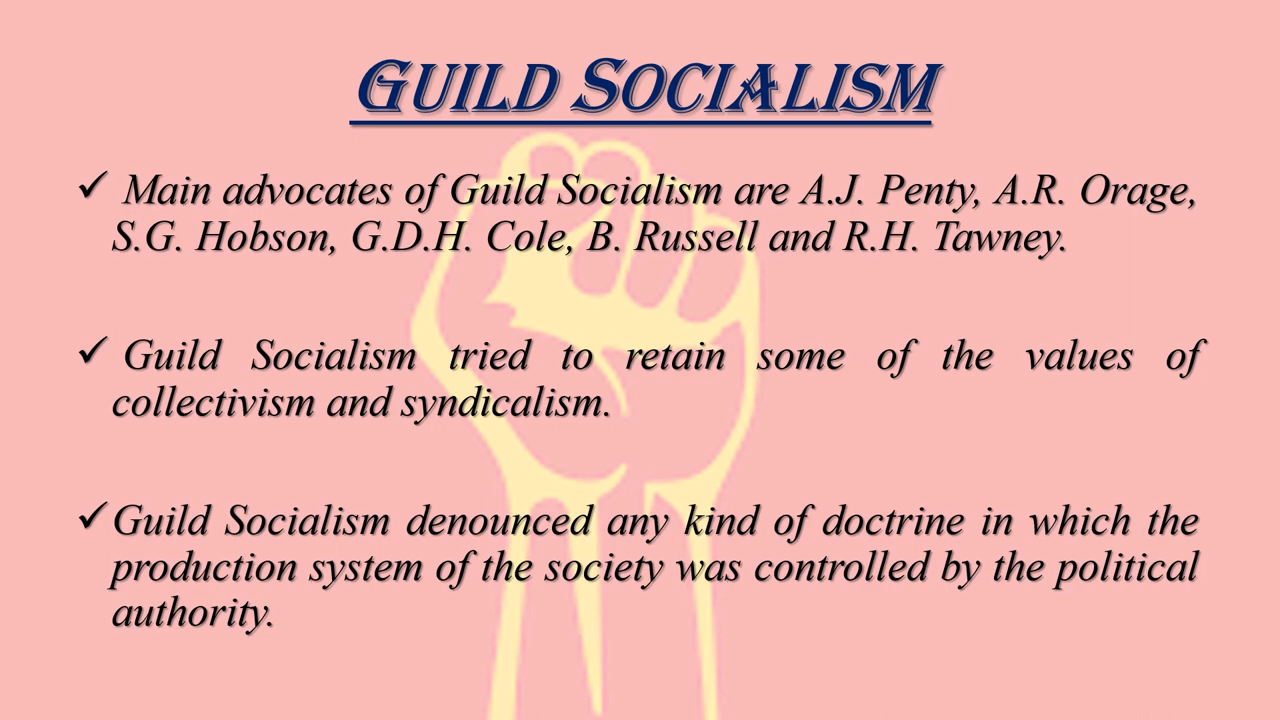 GUILD SOCIALISM
✓ Main advocates of Guild Socialism are A.J. Penty, A.R. Orage,
S.G. Hobson, G.D.H. Cole, B. Russell and R.H. Tawney.
✓ Guild Socialism tried to retain some of the values of
collectivism and syndicalism.
✓ Guild Socialism denounced any kind of doctrine in which the
production system of the society was controlled by the political
authority.